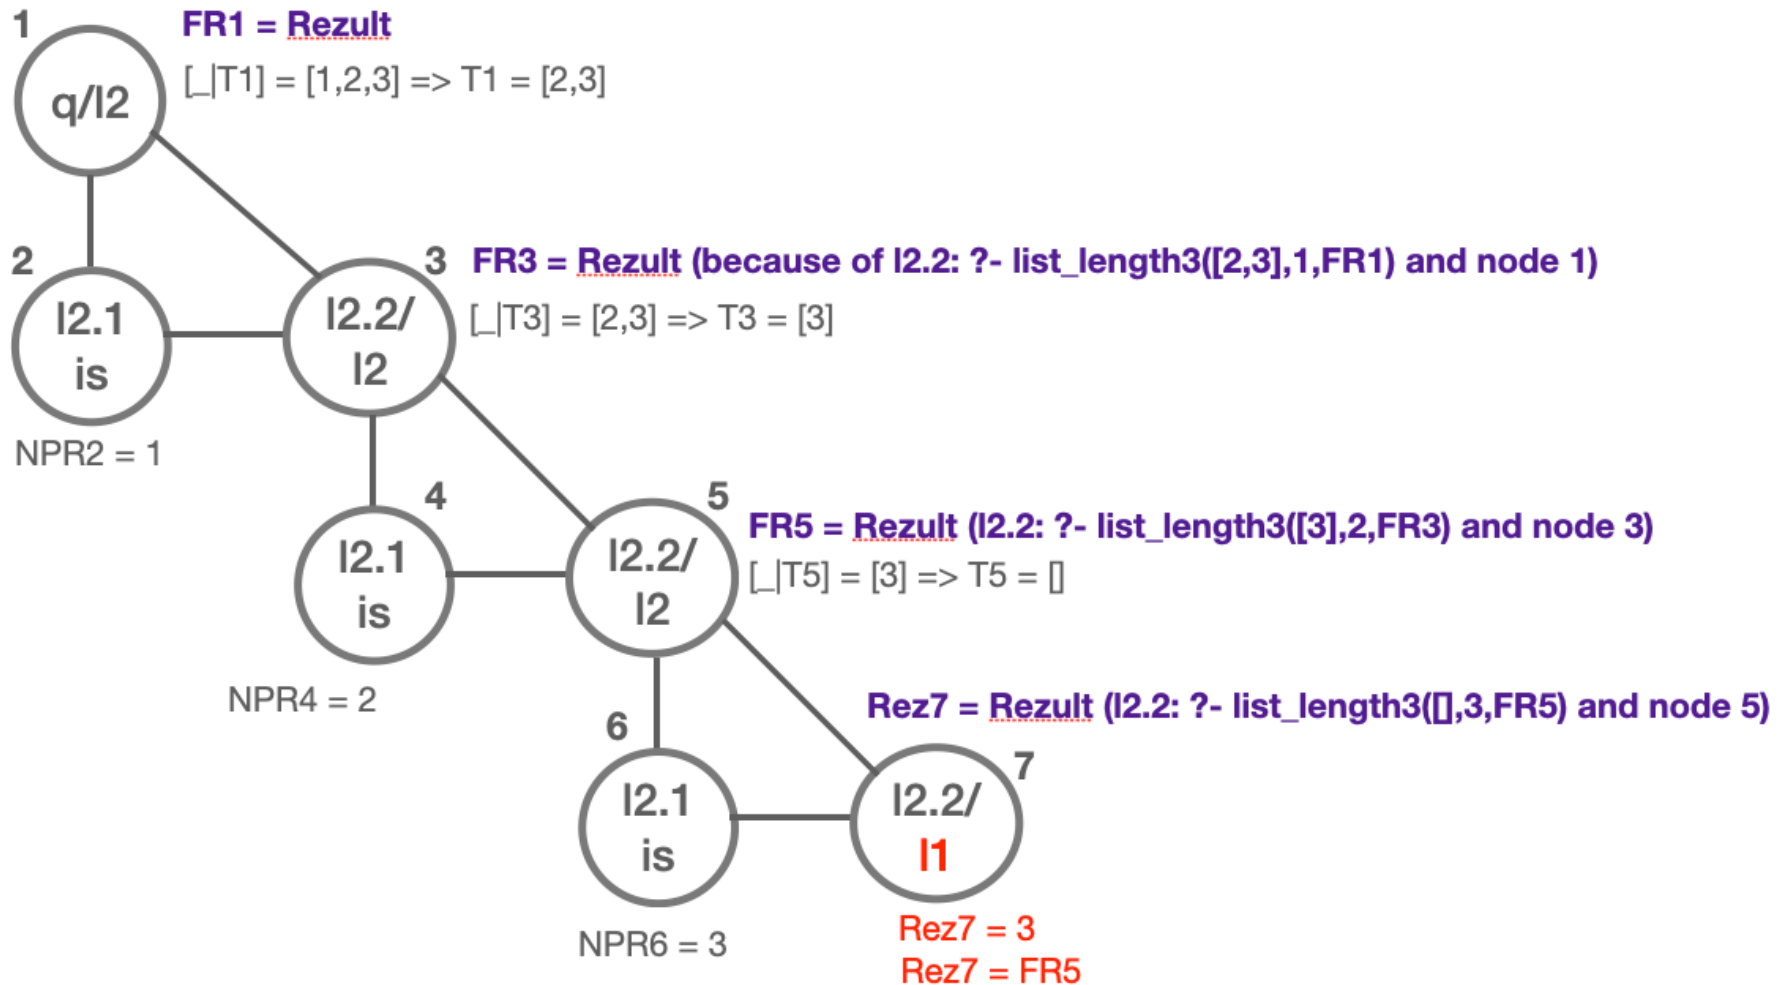 1
FR1 = Rezult
[_|T1] = [1,2,3] => T1 = [2,3]
q/l2
2
l2.1
is
NPR2 = 1
3
FR3 = Rezult (because of l2.2: ?- list_length3([2,3],1,FR1) and node 1)
[_|T3] = [2,3] => T3 = [3]
l2.2/
l2
4
l2.1
is
NPR4 = 2
5
FR5 = Rezult (l2.2: ?- list_length3([3],2,FR3) and node 3)
[_|T5] = [3] => T5 = []
l2.2/
l2
6
l2.1
is
NPR6 = 3
Rez7 = Rezult (l2.2: ?- list_length3([],3,FR5) and node 5)
7
l2.2/
l1
Rez7 = 3
Rez7 = FR5